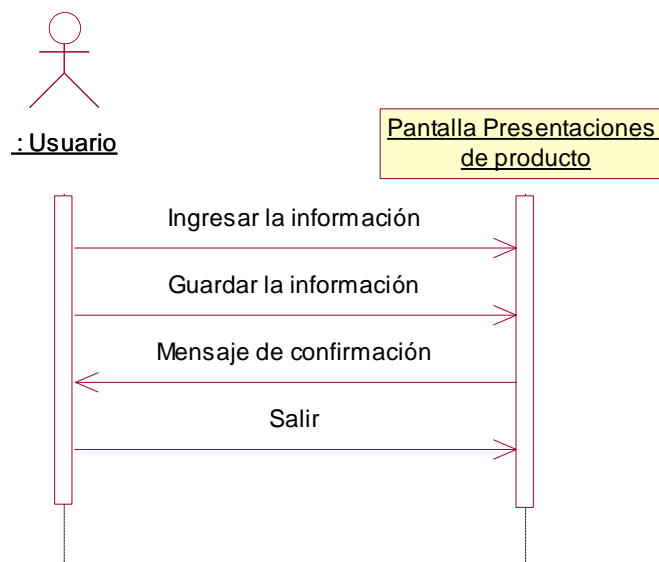 : Usuario
Pantalla Presentaciones
de producto
Ingresar la información
Guardar la información
Mensaje de confirmación
Salir